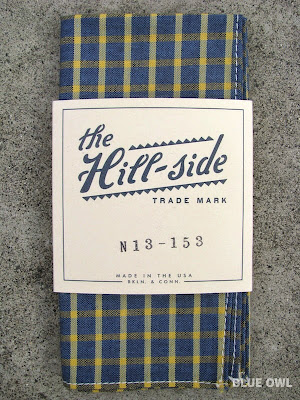 the
Hill-side
TRADE MARK
N13-153
MADE IN THE USA
BKLN. & CONN.
BLUE OWL